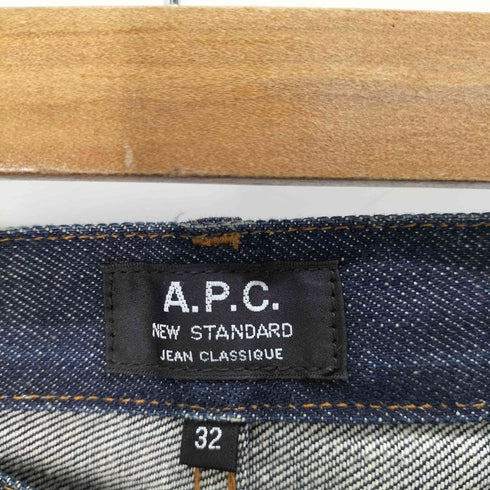 A.P.C.
NEW STANDARD
JEAN CLASSIQUE
32